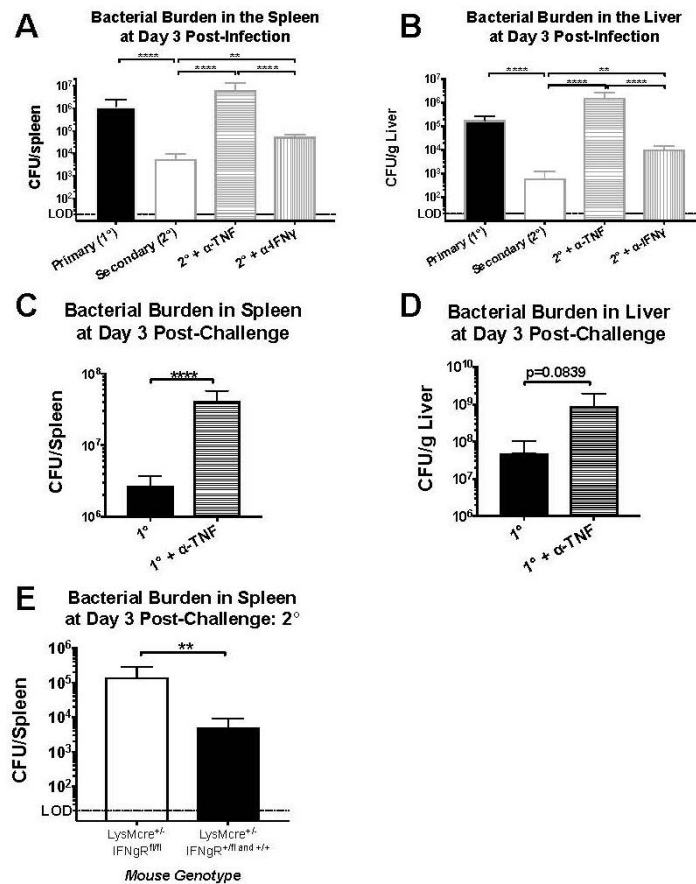 A
Bacterial Burden in the Spleen
at Day 3 Post-Infection
**** **
**** ****
CFU/spleen
10⁷
10⁶
10⁵
10⁴
10³
10²
LOD
Primary (1°)
Secondary (2°)
2° + α-TNF
2° + α-IFNγ
B
Bacterial Burden in the Liver
at Day 3 Post-Infection
**** **
**** ****
CFU/g Liver
10⁷
10⁶
10⁵
10⁴
10³
10²
LOD
Primary (1°)
Secondary (2°)
2° + α-TNF
2° + α-IFNγ
C
Bacterial Burden in Spleen
at Day 3 Post-Challenge
****
CFU/Spleen
10⁸
10⁷
10⁶
1°
1° + α-TNF
D
Bacterial Burden in Liver
at Day 3 Post-Challenge
p=0.0839
CFU/g Liver
10¹⁰
10⁹
10⁸
10⁷
10⁶
1°
1° + α-TNF
E
Bacterial Burden in Spleen
at Day 3 Post-Challenge: 2°
**
CFU/Spleen
10⁶
10⁵
10⁴
10³
10²
LOD
LysMcre⁺/⁻
IFNgRfl/fl
LysMcre⁺/⁻
IFNgR+/fl and +/+
Mouse Genotype